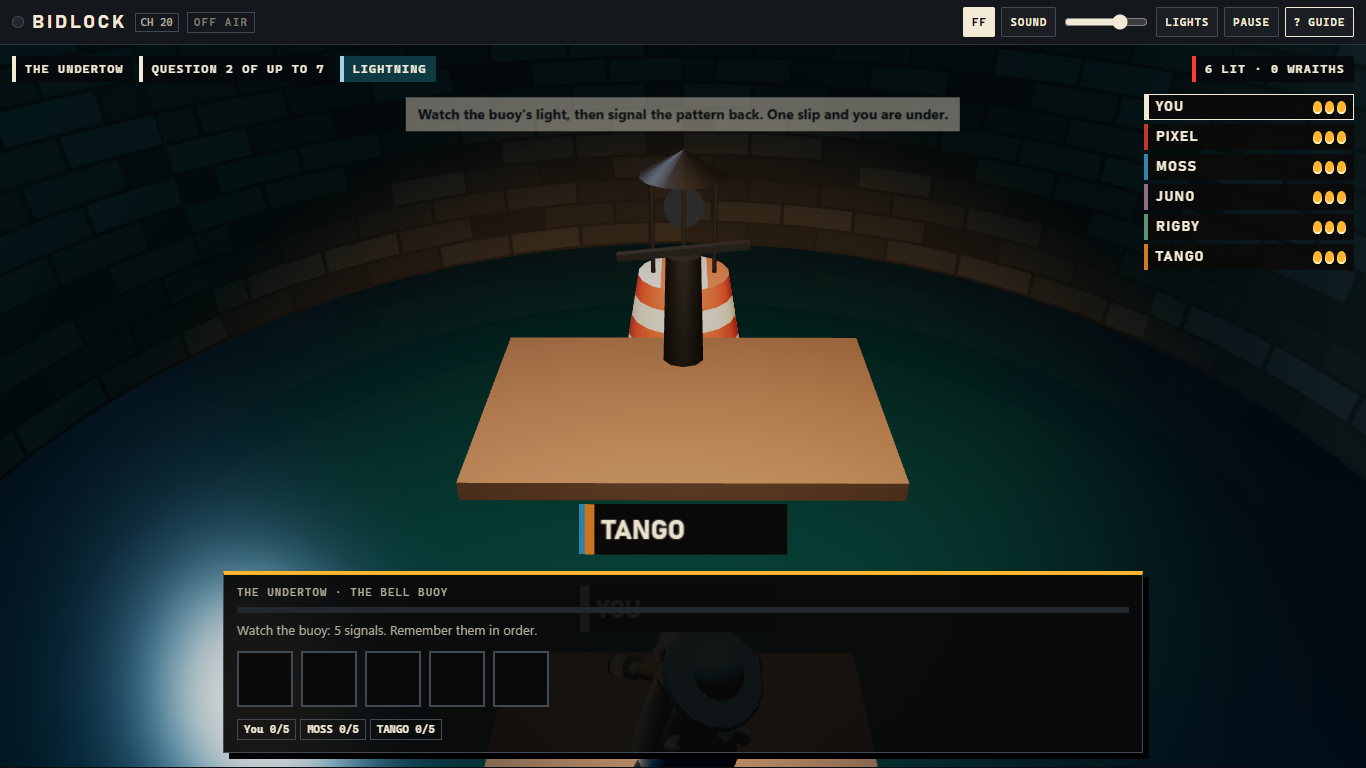 BIDLOCK CH 20 OFF AIR FF SOUND LIGHTS PAUSE ? GUIDE
THE UNDERTOW QUESTION 2 OF UP TO 7 LIGHTNING 6 LIT · 0 WRAITHS
Watch the buoy's light, then signal the pattern back. One slip and you are under.
YOU
PIXEL
MOSS
JUNO
RIGBY
TANGO
TANGO
THE UNDERTOW · THE BELL BUOY
YOU
Watch the buoy: 5 signals. Remember them in order.
You 0/5 MOSS 0/5 TANGO 0/5